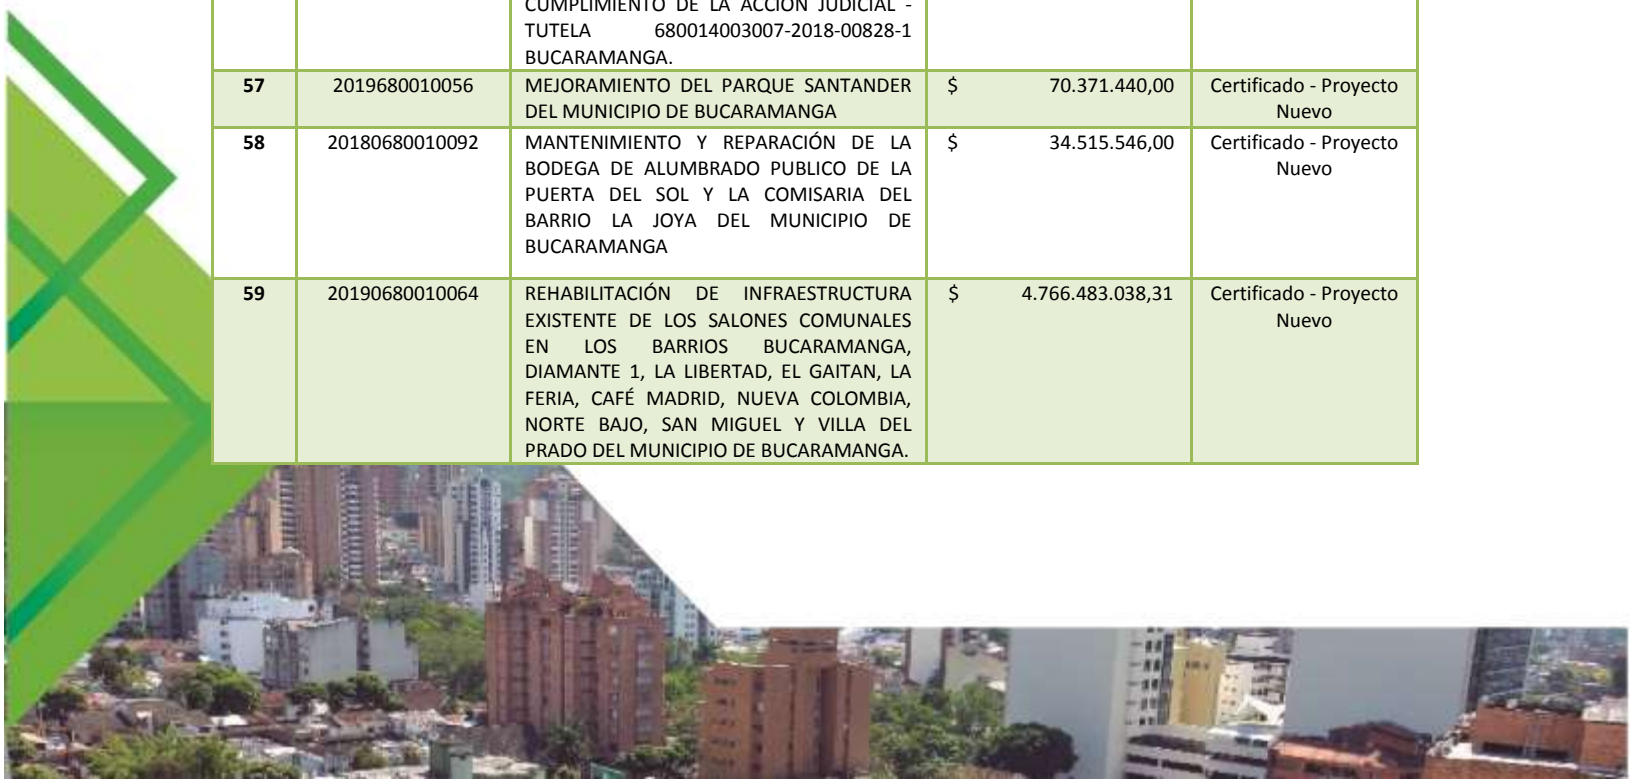 CUMPLIMIENTO DE LA ACCION JUDICIAL -
TUTELA 680014003007-2018-00828-1
BUCARAMANGA.
57 2019680010056 MEJORAMIENTO DEL PARQUE SANTANDER $ 70.371.440,00 Certificado - Proyecto
DEL MUNICIPIO DE BUCARAMANGA Nuevo
58 20180680010092 MANTENIMIENTO Y REPARACIÓN DE LA $ 34.515.546,00 Certificado - Proyecto
BODEGA DE ALUMBRADO PUBLICO DE LA Nuevo
PUERTA DEL SOL Y LA COMISARIA DEL
BARRIO LA JOYA DEL MUNICIPIO DE
BUCARAMANGA
59 20190680010064 REHABILITACIÓN DE INFRAESTRUCTURA $ 4.766.483.038,31 Certificado - Proyecto
EXISTENTE DE LOS SALONES COMUNALES Nuevo
EN LOS BARRIOS BUCARAMANGA,
DIAMANTE 1, LA LIBERTAD, EL GAITAN, LA
FERIA, CAFÉ MADRID, NUEVA COLOMBIA,
NORTE BAJO, SAN MIGUEL Y VILLA DEL
PRADO DEL MUNICIPIO DE BUCARAMANGA.